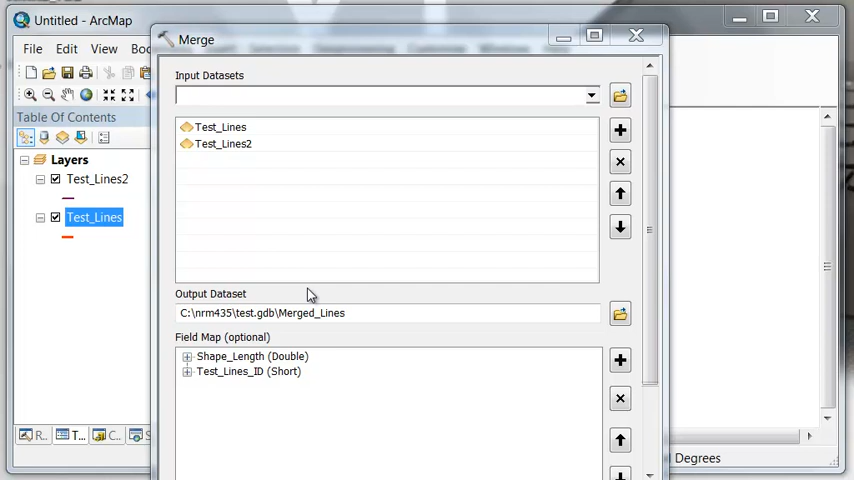 Untitled - ArcMap
File Edit View
Merge
Input Datasets
Test_Lines
Test_Lines2
Output Dataset
C:\nrm435\test.gdb\Merged_Lines
Field Map (optional)
Shape_Length (Double)
Test_Lines_ID (Short)
Table Of Contents
Layers
Test_Lines2
Test_Lines
R..
T...
C..
Degrees